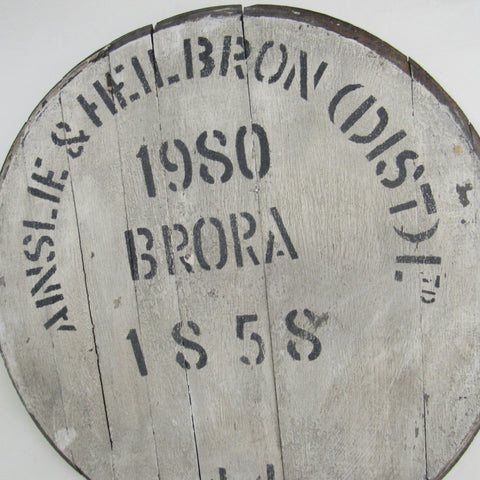 AINSLIE & HEILBRON (DIST) LTD
1980
BRORA
1858